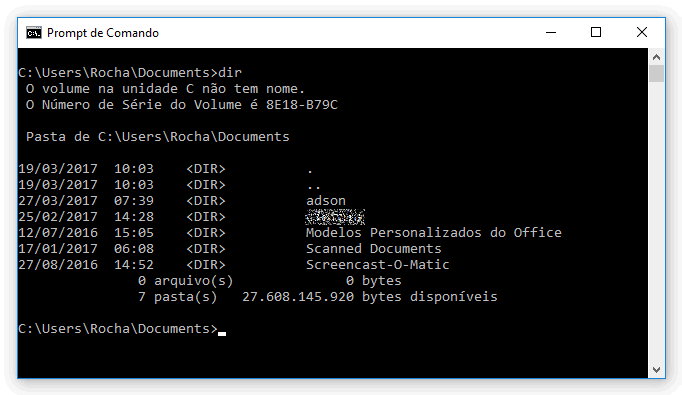 Prompt de Comando
C:\Users\Rocha\Documents>dir
O volume na unidade C não tem nome.
O Número de Série do Volume é 8E18-B79C
Pasta de C:\Users\Rocha\Documents
19/03/2017  10:03    <DIR>          .
19/03/2017  10:03    <DIR>          ..
27/03/2017  07:39    <DIR>          adson
25/02/2017  14:28    <DIR>
12/07/2016  15:05    <DIR>          Modelos Personalizados do Office
17/01/2017  06:08    <DIR>          Scanned Documents
27/08/2016  14:52    <DIR>          Screencast-O-Matic
0 arquivo(s)              0 bytes
7 pasta(s)   27.608.145.920 bytes disponíveis
C:\Users\Rocha\Documents>